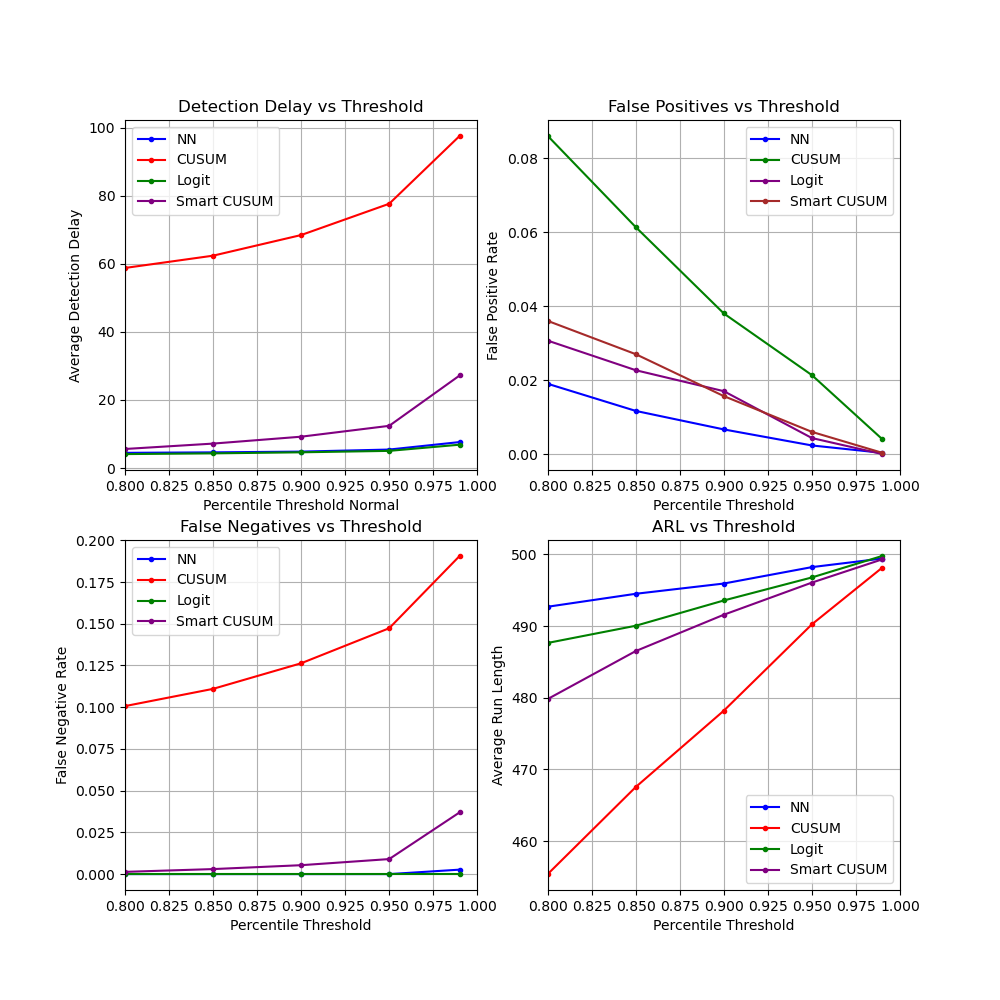 Detection Delay vs Threshold
100
80
60
40
20
0
Average Detection Delay
NN
CUSUM
Logit
Smart CUSUM
0.800 0.825 0.850 0.875 0.900 0.925 0.950 0.975 1.000
Percentile Threshold Normal
False Positives vs Threshold
0.08
0.06
0.04
0.02
0.00
False Positive Rate
NN
CUSUM
Logit
Smart CUSUM
0.800 0.825 0.850 0.875 0.900 0.925 0.950 0.975 1.000
Percentile Threshold
False Negatives vs Threshold
0.200
0.175
0.150
0.125
0.100
0.075
0.050
0.025
0.000
False Negative Rate
NN
CUSUM
Logit
Smart CUSUM
0.800 0.825 0.850 0.875 0.900 0.925 0.950 0.975 1.000
Percentile Threshold
ARL vs Threshold
500
490
480
470
460
Average Run Length
NN
CUSUM
Logit
Smart CUSUM
0.800 0.825 0.850 0.875 0.900 0.925 0.950 0.975 1.000
Percentile Threshold